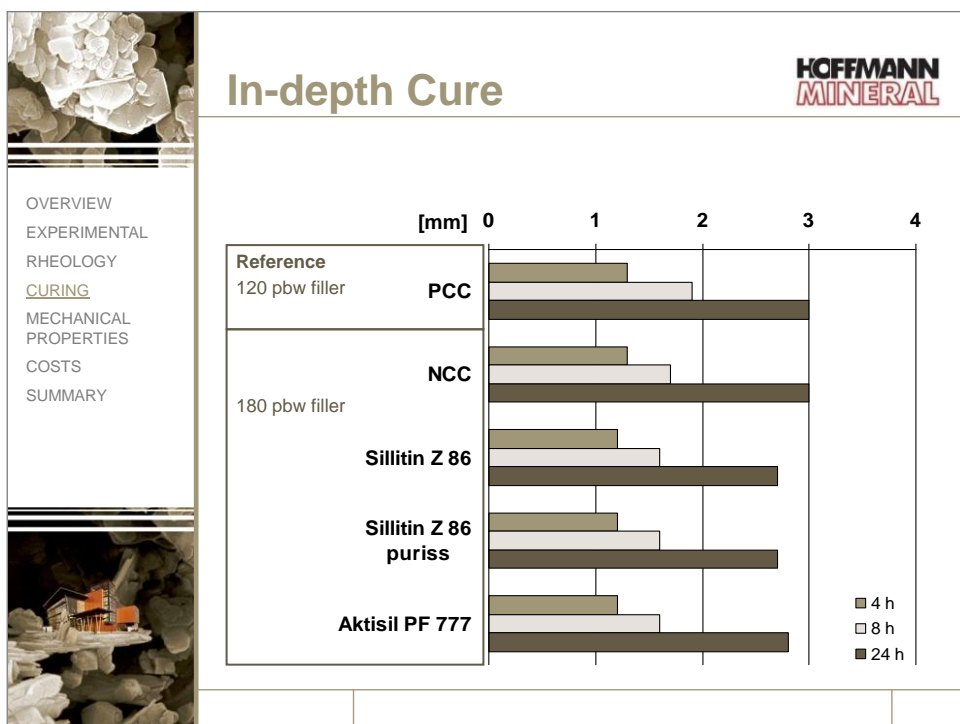 In-depth Cure
HOFFMANN
MINERAL
OVERVIEW
EXPERIMENTAL
RHEOLOGY
CURING
MECHANICAL
PROPERTIES
COSTS
SUMMARY
[mm] 0 1 2 3 4
Reference
120 pbw filler
PCC
NCC
180 pbw filler
Sillitin Z 86
Sillitin Z 86
puriss
Aktisil PF 777
4 h
8 h
24 h